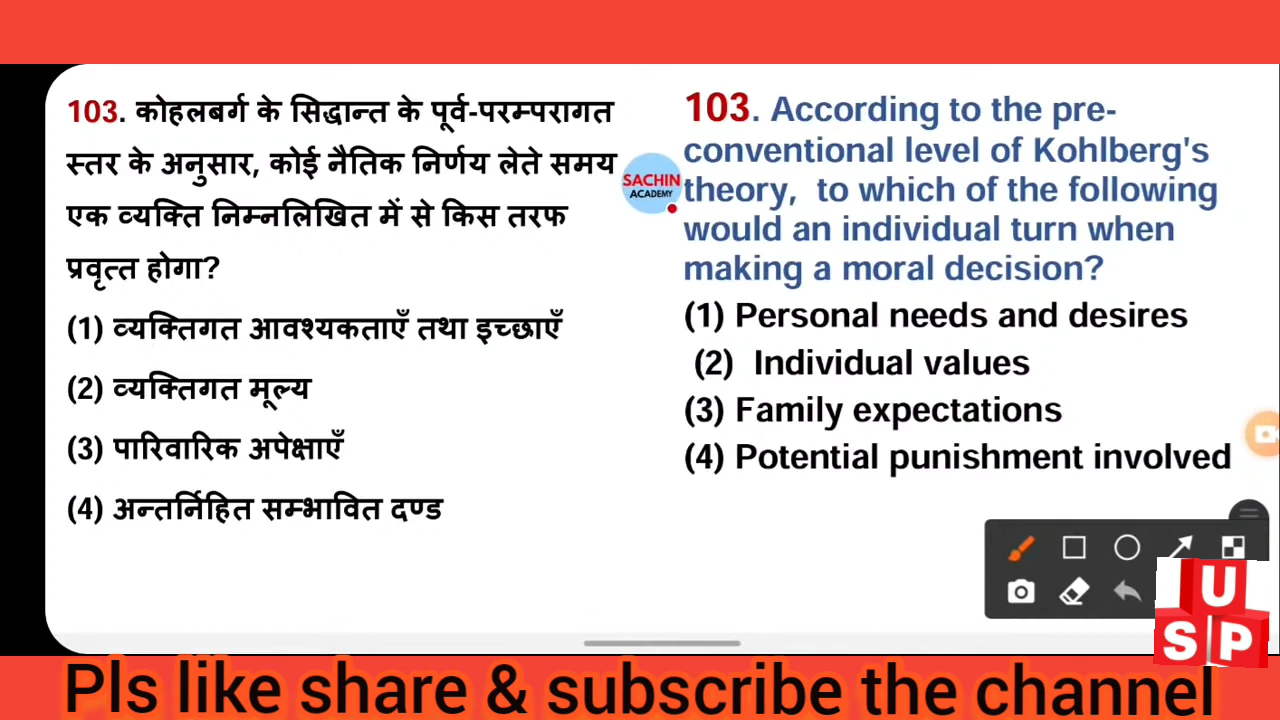 103. कोहलबर्ग के सिद्धान्त के पूर्व-परम्परागत
स्तर के अनुसार, कोई नैतिक निर्णय लेते समय
एक व्यक्ति निम्नलिखित में से किस तरफ
प्रवृत्त होगा?
(1) व्यक्तिगत आवश्यकताएँ तथा इच्छाएँ
(2) व्यक्तिगत मूल्य
(3) पारिवारिक अपेक्षाएँ
(4) अन्तर्निहित सम्भावित दण्ड
SACHIN
ACADEMY
103. According to the pre-
conventional level of Kohlberg's
theory, to which of the following
would an individual turn when
making a moral decision?
(1) Personal needs and desires
(2) Individual values
(3) Family expectations
(4) Potential punishment involved
U
S P
Pls like share & subscribe the channel